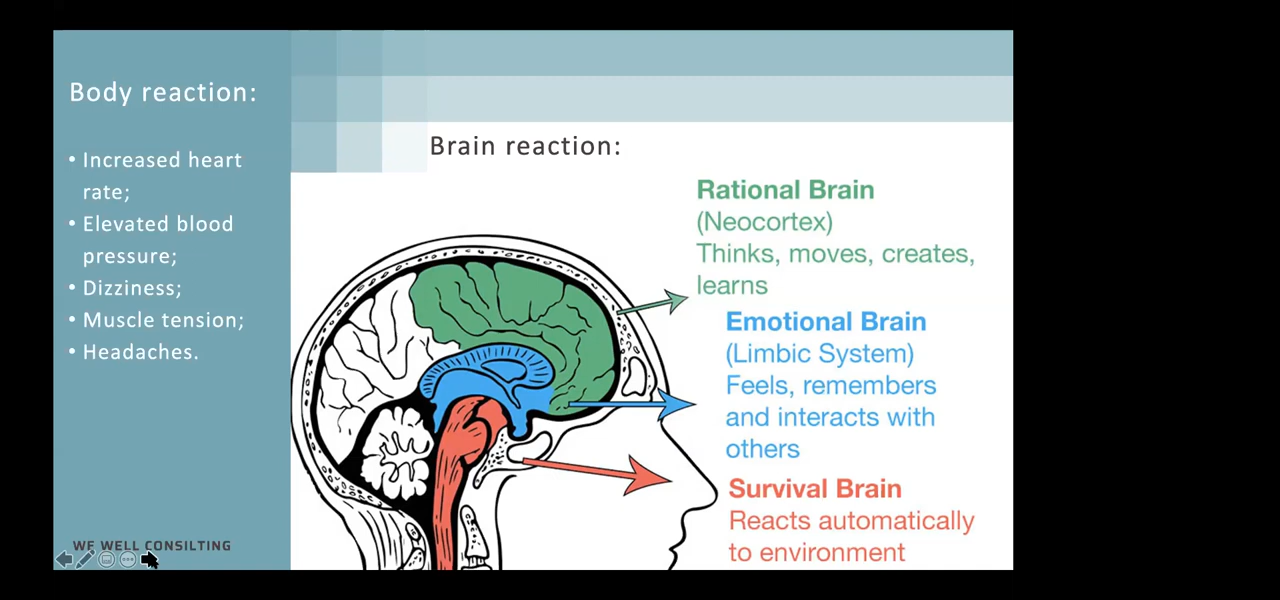 Body reaction:
• Increased heart
rate;
• Elevated blood
pressure;
• Dizziness;
• Muscle tension;
• Headaches.
WE WELL CONSILTING
Brain reaction:
Rational Brain
(Neocortex)
Thinks, moves, creates,
learns
Emotional Brain
(Limbic System)
Feels, remembers
and interacts with
others
Survival Brain
Reacts automatically
to environment